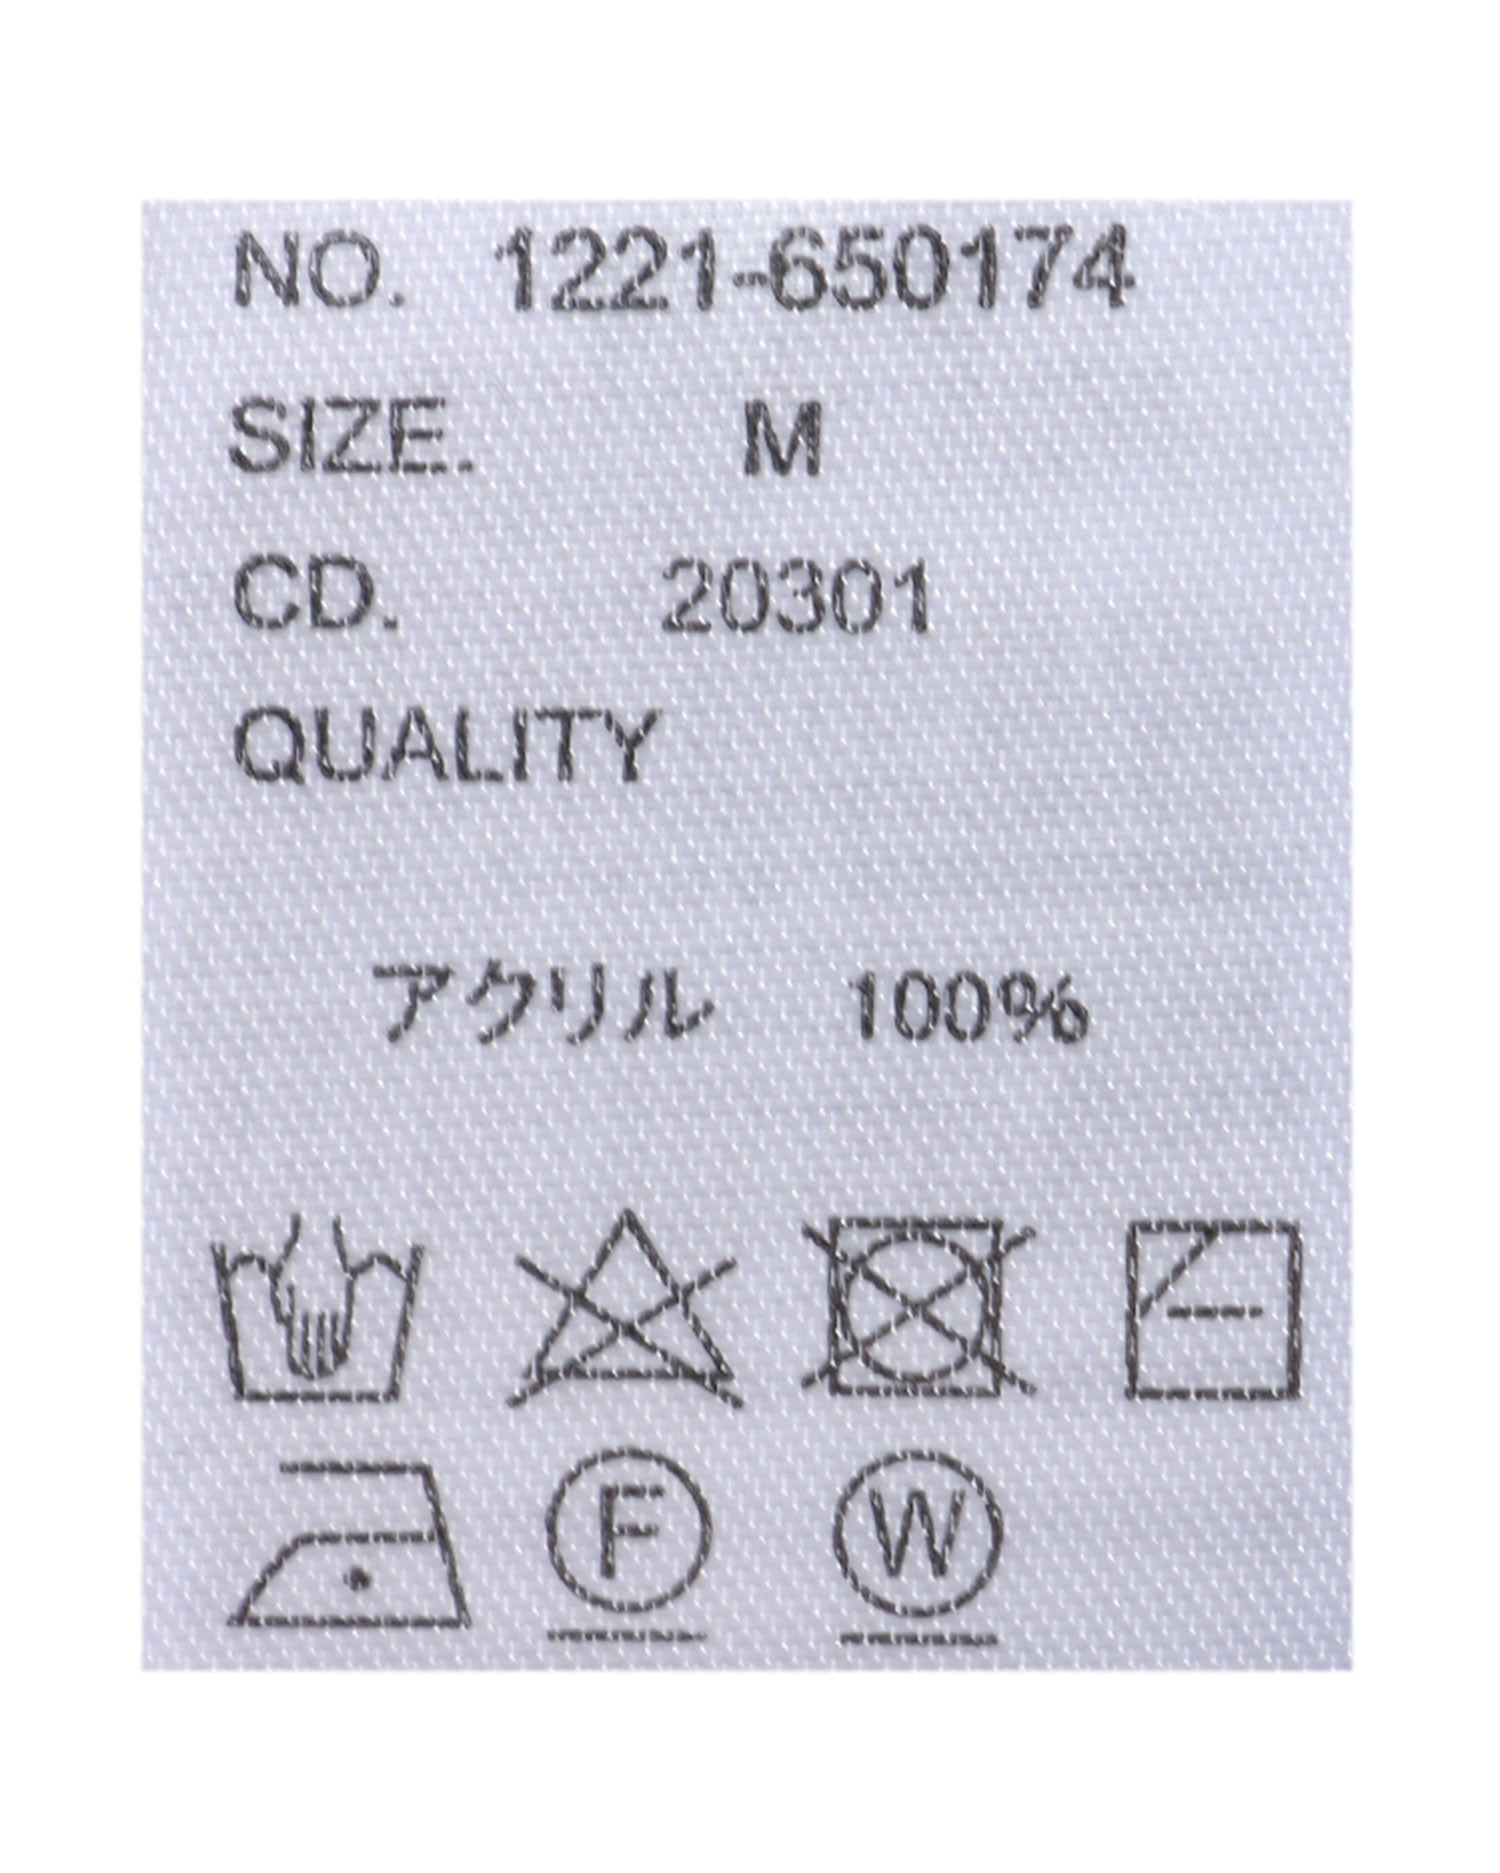 NO. 1221-650174
SIZE. M
CD. 20301
QUALITY
アクリル 100%
F W